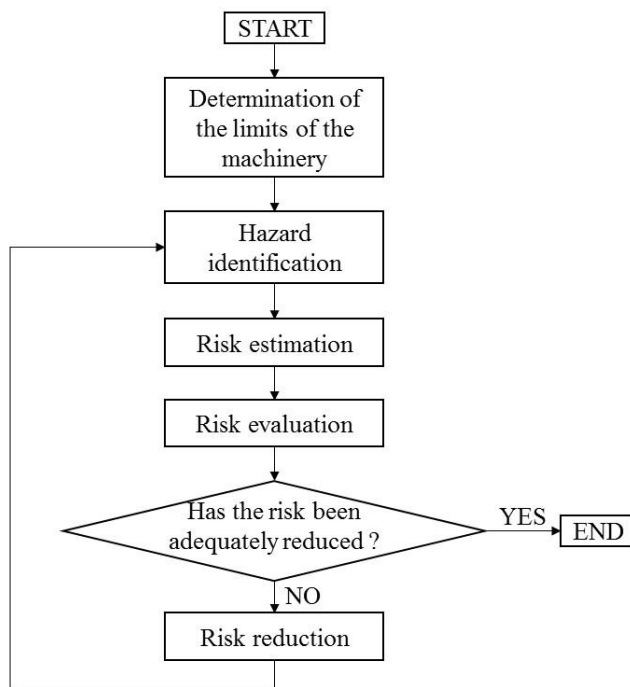 START
Determination of
the limits of the
machinery
Hazard
identification
Risk estimation
Risk evaluation
Has the risk been
adequately reduced ?
YES
END
NO
Risk reduction